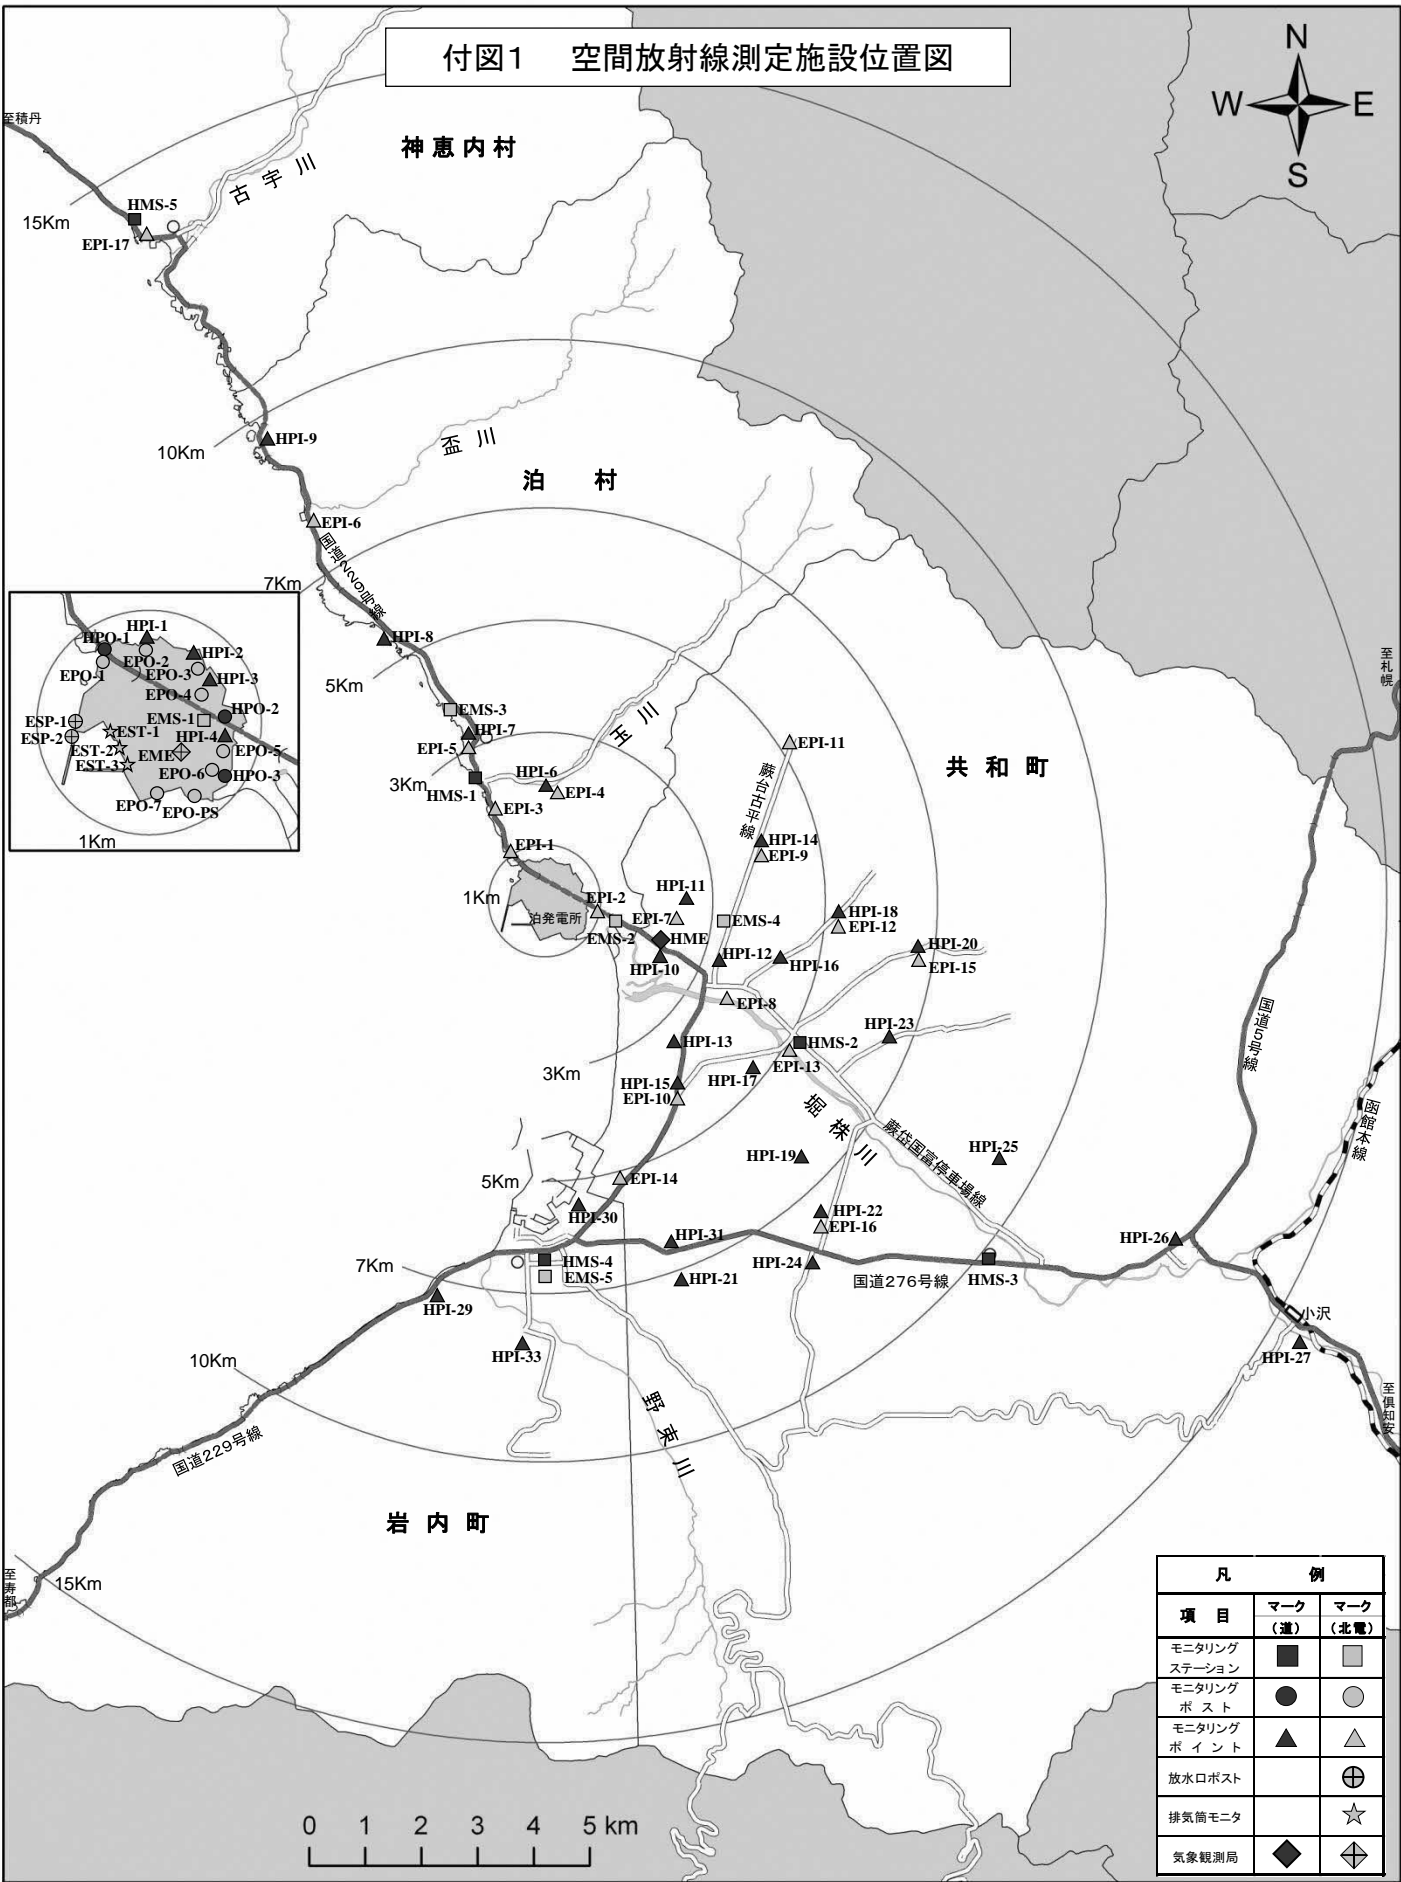 付図1 空間放射線測定施設位置図
N
W E
S
至積丹
神恵内村
古宇川
HMS-5
15Km
EPI-17
HPI-9
10Km
盃川
泊村
EPI-6
国道229号線
7Km
HPI-8
5Km
EMS-3
HPI-7
EPI-5
玉川
3Km
HMS-1
HPI-6
EPI-4
EPI-3
EPI-1
EPI-11
蕨台古平線
共和町
至札幌
HPI-14
EPI-9
1Km
泊発電所
EPI-2
EMS-2
HPI-11
EPI-7
EMS-4
HME
HPI-10
HPI-12
HPI-18
EPI-12
HPI-16
HPI-20
EPI-15
EPI-8
HPI-23
HMS-2
EPI-13
HPI-13
3Km
HPI-17
HPI-15
EPI-10
国道5号線
函館本線
堀株川
蕨岱国富停車場線
HPI-19
HPI-25
5Km
EPI-14
HPI-30
HPI-22
EPI-16
HPI-31
HPI-24
HPI-26
HMS-4
EMS-5
7Km
HPI-21
国道276号線
HMS-3
HPI-29
小沢
HPI-33
HPI-27
10Km
至倶知安
野束川
国道229号線
岩内町
至寿都
15Km
HPI-1
HPO-1
HPI-2
EPO-2
EPO-1
EPO-3
HPI-3
EPO-4
HPO-2
ESP-1
EMS-1
EST-1
ESP-2
HPI-4
EST-2
EME
EPO-5
EST-3
EPO-6
HPO-3
EPO-7
EPO-PS
1Km
0 1 2 3 4 5 km
凡 例
項 目 マーク（道） マーク（北電）
モニタリング
ステーション
モニタリング
ポスト
モニタリング
ポイント
放水口ポスト
排気筒モニタ
気象観測局